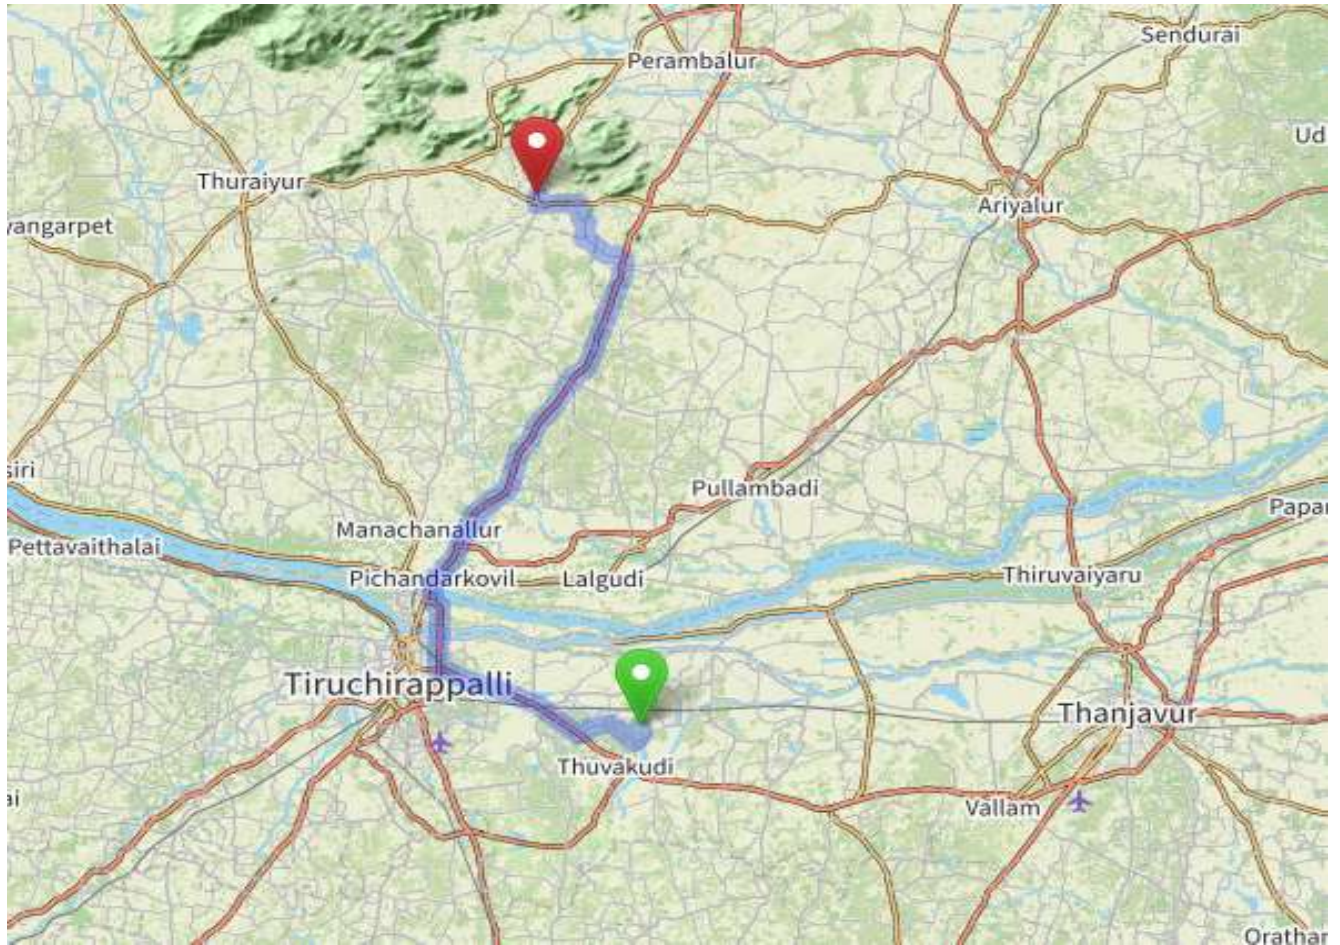 Sendurai
Perambalur
Ud
Thuraiyur
Ariyalur
yangarpet
siri
Pullambadi
Papar
Manachanallur
Pettavaithalai
Pichandarkovil
Lalgudi
Thiruvaiyaru
Tiruchirappalli
Thanjavur
Thuvakudi
ai
Vallam
Orathar